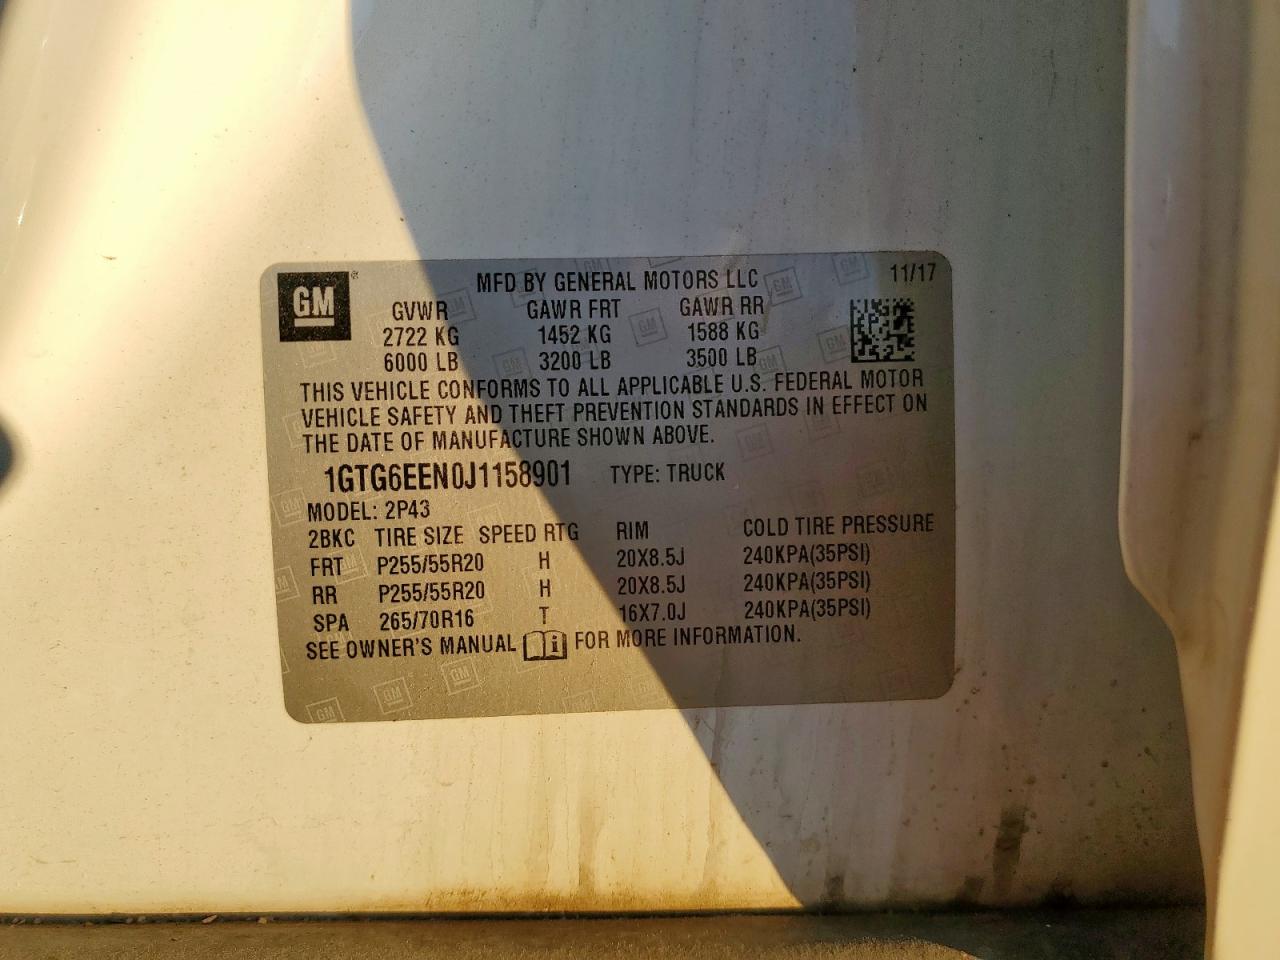 GM ®
MFD BY GENERAL MOTORS LLC 11/17
GVWR GAWR FRT GAWR RR
2722 KG 1452 KG 1588 KG
6000 LB 3200 LB 3500 LB
THIS VEHICLE CONFORMS TO ALL APPLICABLE U.S. FEDERAL MOTOR
VEHICLE SAFETY AND THEFT PREVENTION STANDARDS IN EFFECT ON
THE DATE OF MANUFACTURE SHOWN ABOVE.
1GTG6EEN0J1158901 TYPE: TRUCK
MODEL: 2P43
2BKC TIRE SIZE SPEED RTG RIM COLD TIRE PRESSURE
FRT P255/55R20 H 20X8.5J 240KPA(35PSI)
RR P255/55R20 H 20X8.5J 240KPA(35PSI)
SPA 265/70R16 T 16X7.0J 240KPA(35PSI)
SEE OWNER'S MANUAL i FOR MORE INFORMATION.